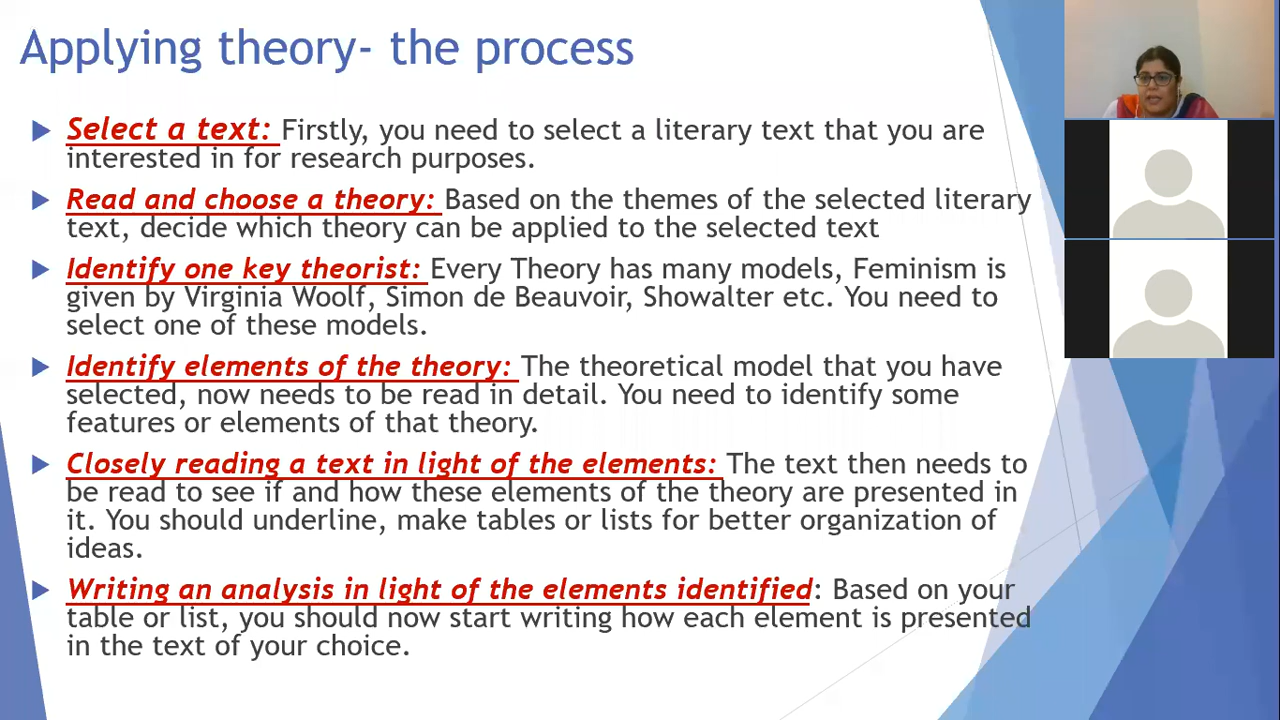 Applying theory- the process
Select a text: Firstly, you need to select a literary text that you are
interested in for research purposes.
Read and choose a theory: Based on the themes of the selected literary
text, decide which theory can be applied to the selected text
Identify one key theorist: Every Theory has many models, Feminism is
given by Virginia Woolf, Simon de Beauvoir, Showalter etc. You need to
select one of these models.
Identify elements of the theory: The theoretical model that you have
selected, now needs to be read in detail. You need to identify some
features or elements of that theory.
Closely reading a text in light of the elements: The text then needs to
be read to see if and how these elements of the theory are presented in
it. You should underline, make tables or lists for better organization of
ideas.
Writing an analysis in light of the elements identified: Based on your
table or list, you should now start writing how each element is presented
in the text of your choice.